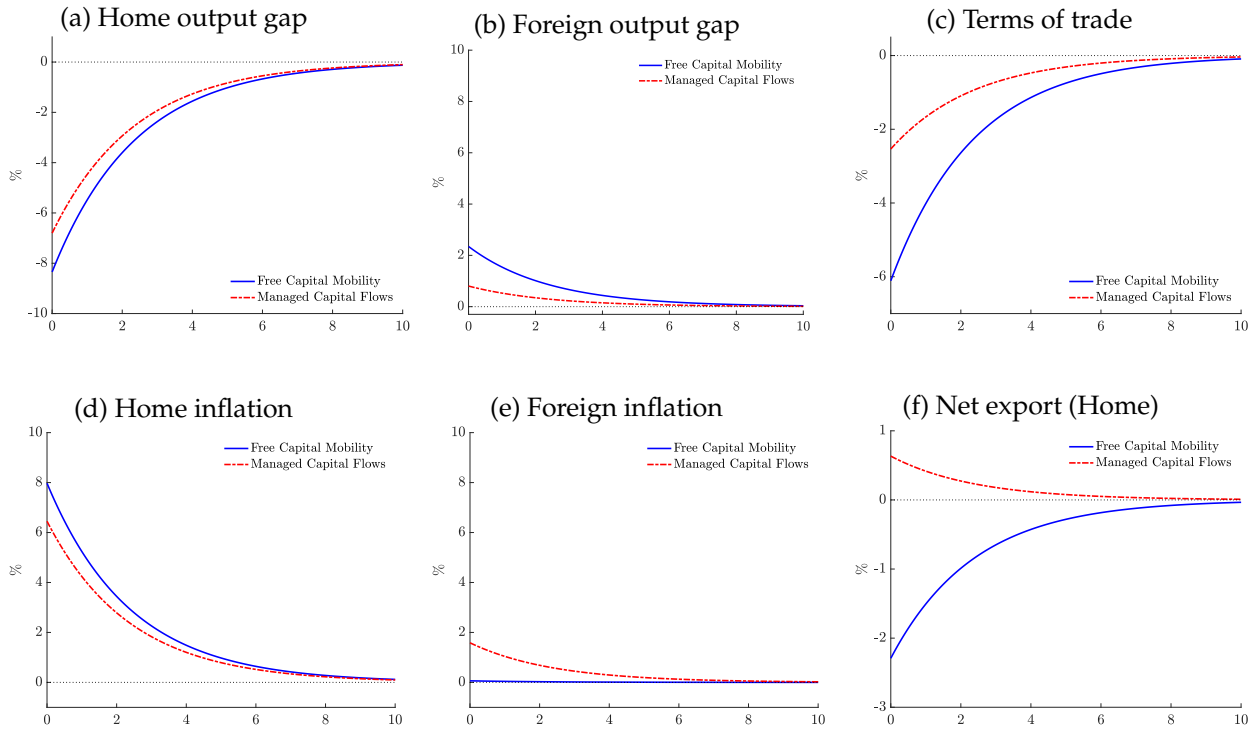 (a) Home output gap
0
-2
-4
-6
-8
-10
%
Free Capital Mobility
Managed Capital Flows
0 2 4 6 8 10
(b) Foreign output gap
10
8
6
4
2
0
%
Free Capital Mobility
Managed Capital Flows
0 2 4 6 8 10
(c) Terms of trade
0
-2
-4
-6
%
Free Capital Mobility
Managed Capital Flows
0 2 4 6 8 10
(d) Home inflation
10
8
6
4
2
0
%
Free Capital Mobility
Managed Capital Flows
0 2 4 6 8 10
(e) Foreign inflation
10
8
6
4
2
0
%
Free Capital Mobility
Managed Capital Flows
0 2 4 6 8 10
(f) Net export (Home)
1
0
-1
-2
-3
%
Free Capital Mobility
Managed Capital Flows
0 2 4 6 8 10